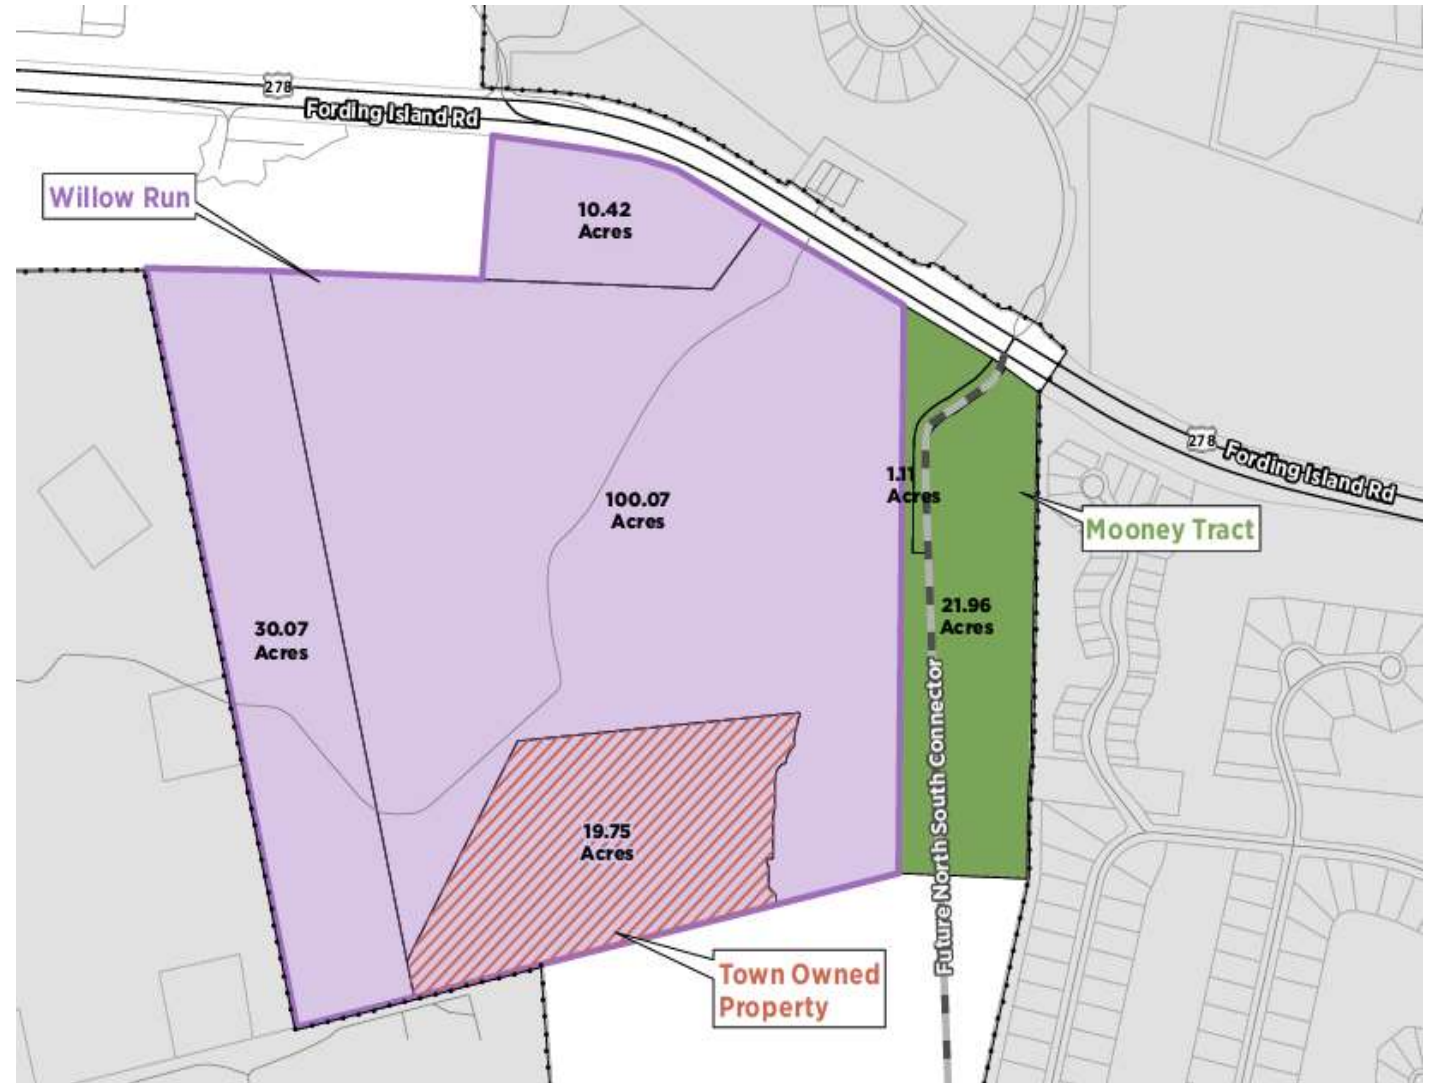 278
Fording Island Rd
Willow Run
10.42
Acres
100.07
Acres
1.11
Acres
278
Fording Island Rd
Mooney Tract
30.07
Acres
21.96
Acres
Future North South Connector
19.75
Acres
Town Owned
Property